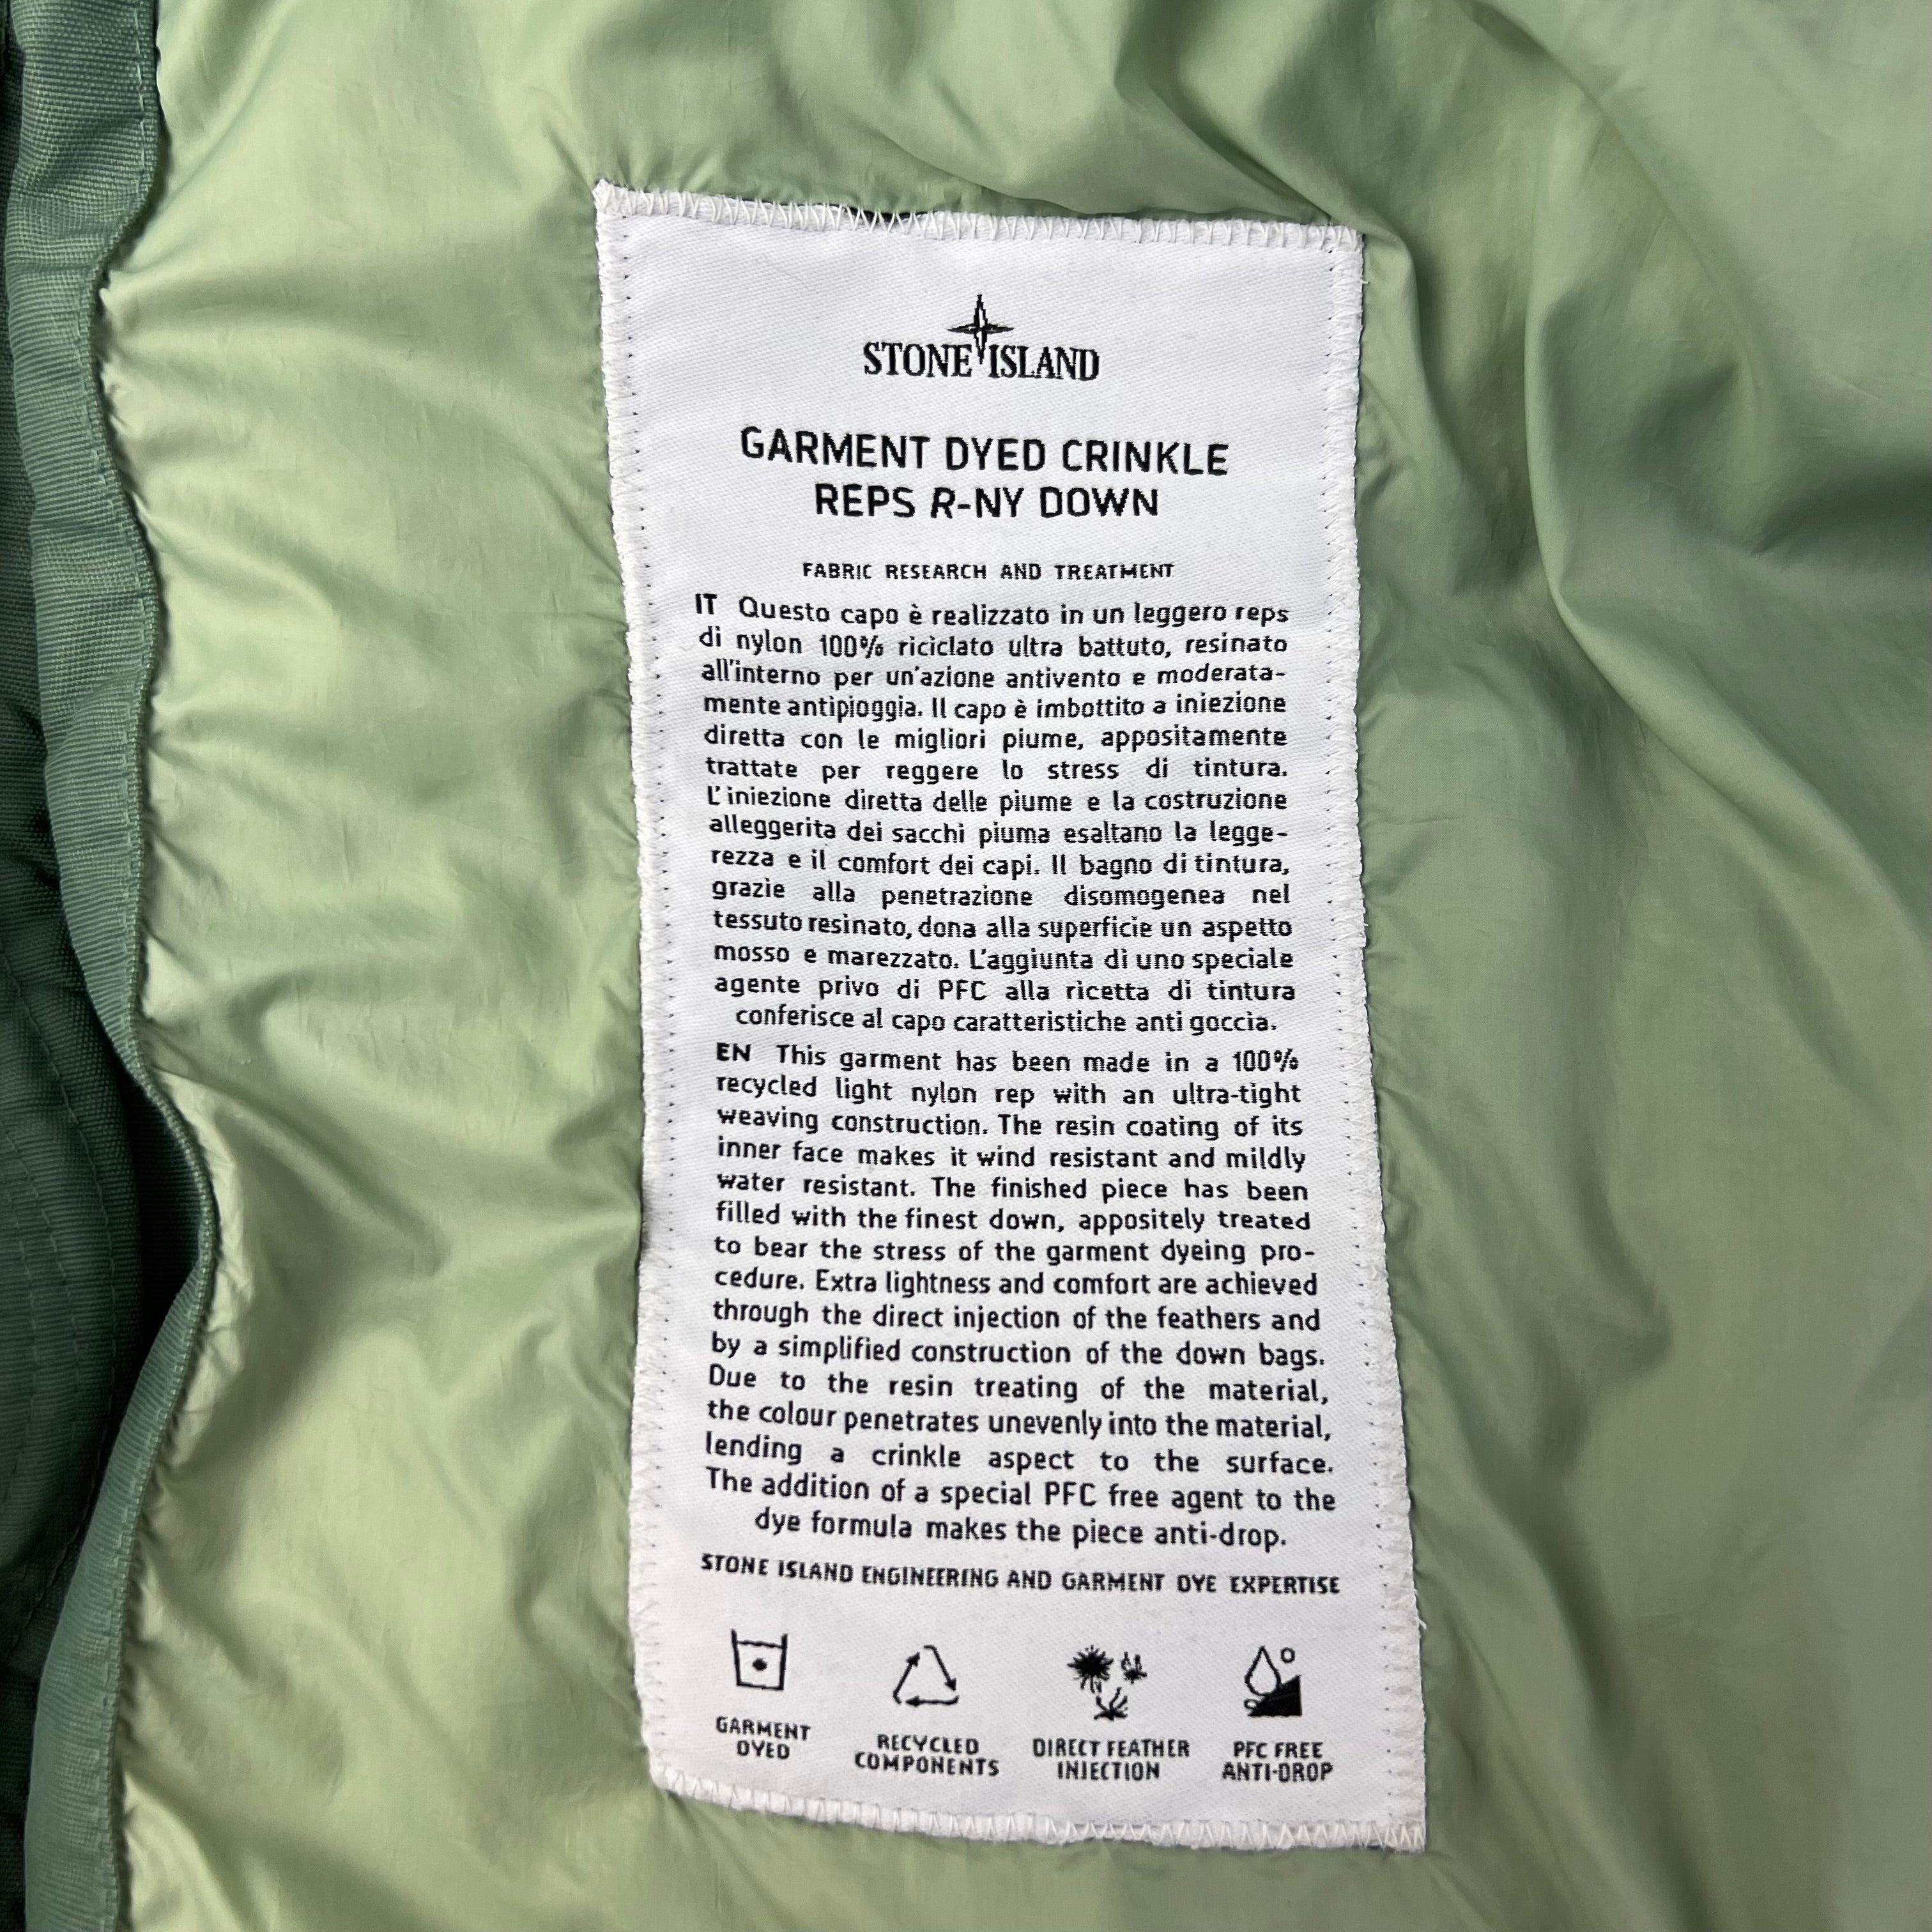 STONE ISLAND
GARMENT DYED CRINKLE
REPS R-NY DOWN
FABRIC RESEARCH AND TREATMENT
IT Questo capo è realizzato in un leggero reps
di nylon 100% riciclato ultra battuto, resinato
all'interno per un'azione antivento e moderata-
mente antipioggia. Il capo è imbottito a iniezione
diretta con le migliori piume, appositamente
trattate per reggere lo stress di tintura.
L'iniezione diretta delle piume e la costruzione
alleggerita dei sacchi piuma esaltano la legge-
rezza e il comfort dei capi. Il bagno di tintura,
grazie alla penetrazione disomogenea nel
tessuto resinato, dona alla superficie un aspetto
mosso e marezzato. L'aggiunta di uno speciale
agente privo di PFC alla ricetta di tintura
conferisce al capo caratteristiche anti goccia.
EN This garment has been made in a 100%
recycled light nylon rep with an ultra-tight
weaving construction. The resin coating of its
inner face makes it wind resistant and mildly
water resistant. The finished piece has been
filled with the finest down, appositely treated
to bear the stress of the garment dyeing pro-
cedure. Extra lightness and comfort are achieved
through the direct injection of the feathers and
by a simplified construction of the down bags.
Due to the resin treating of the material,
the colour penetrates unevenly into the material,
lending a crinkle aspect to the surface.
The addition of a special PFC free agent to the
dye formula makes the piece anti-drop.
STONE ISLAND ENGINEERING AND GARMENT DYE EXPERTISE
GARMENT
DYED
RECYCLED
COMPONENTS
DIRECT FEATHER
INJECTION
PFC FREE
ANTI-DROP